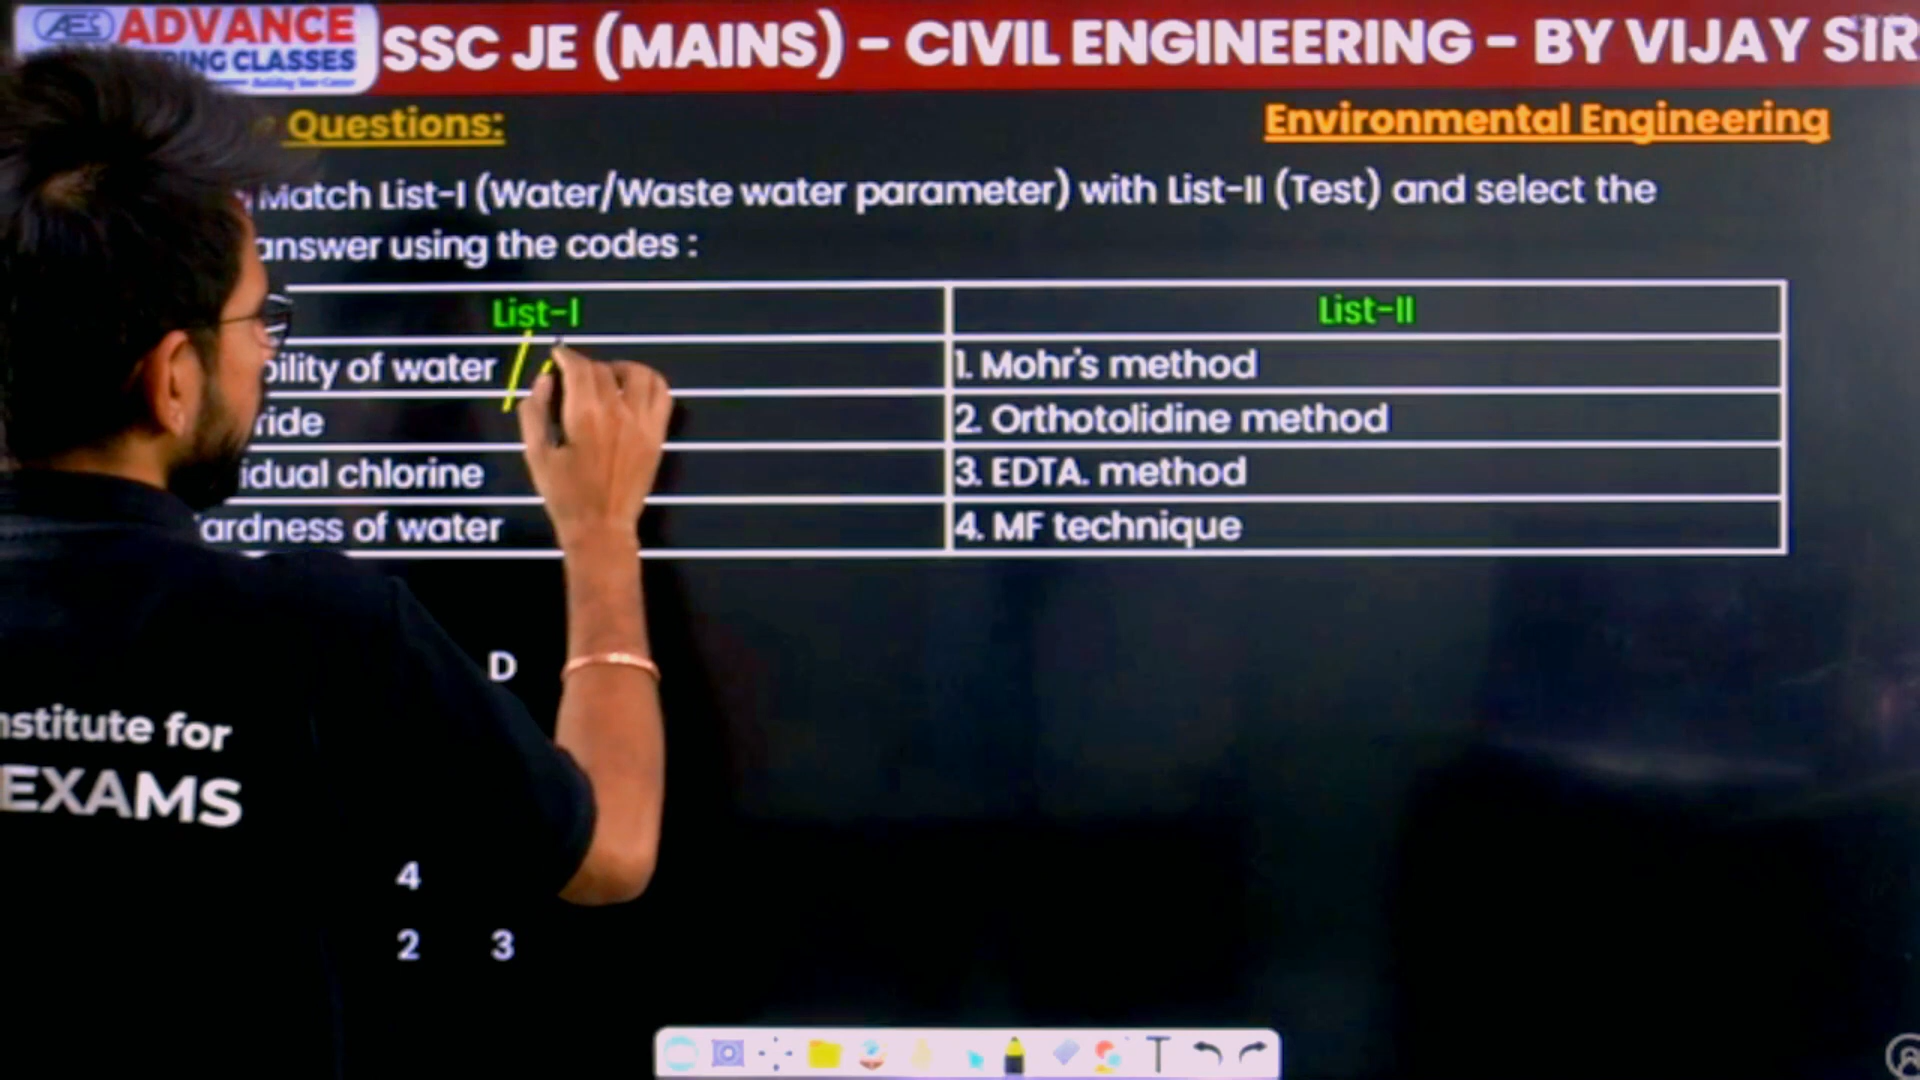 AES ADVANCE
RING CLASSES
SSC JE (MAINS) - CIVIL ENGINEERING - BY VIJAY SIR
Questions:
Environmental Engineering
Match List-I (Water/Waste water parameter) with List-II (Test) and select the
answer using the codes :
List-I
List-II
bility of water
1. Mohr's method
ride
2. Orthotolidine method
idual chlorine
3. EDTA. method
ardness of water
4. MF technique
D
nstitute for
EXAMS
4
2 3